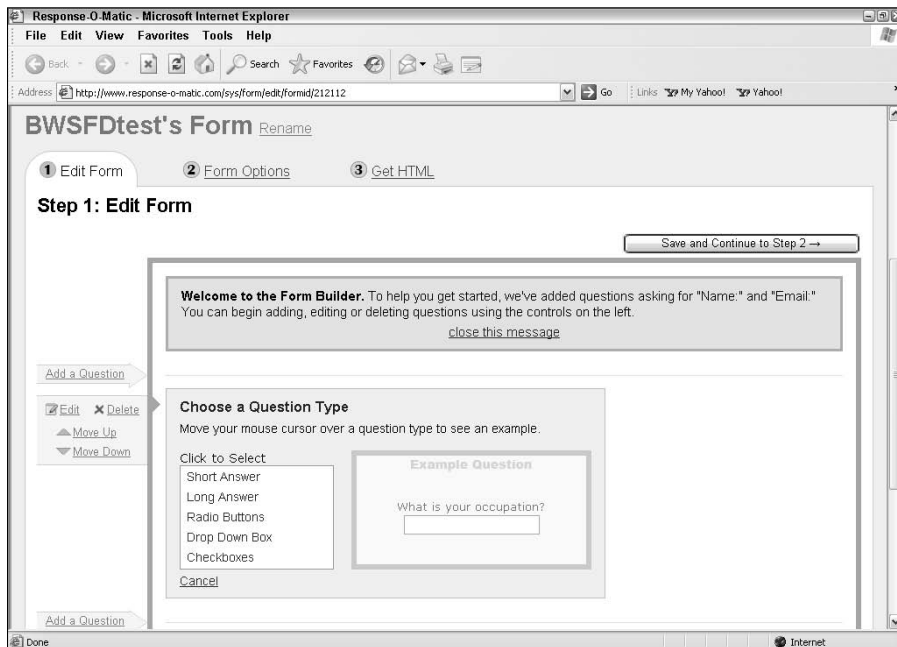 Response-O-Matic - Microsoft Internet Explorer
File Edit View Favorites Tools Help
Back Search Favorites
Address http://www.response-o-matic.com/sys/form/edit/formid/212112 Go Links My Yahoo! Yahoo!
BWSFDtest's Form Rename
1 Edit Form 2 Form Options 3 Get HTML
Step 1: Edit Form
Save and Continue to Step 2 →
Welcome to the Form Builder. To help you get started, we've added questions asking for "Name:" and "Email:"
You can begin adding, editing or deleting questions using the controls on the left.
close this message
Add a Question
Edit Delete
Move Up
Move Down
Choose a Question Type
Move your mouse cursor over a question type to see an example.
Click to Select
Short Answer
Long Answer
Radio Buttons
Drop Down Box
Checkboxes
Cancel
Example Question
What is your occupation?
Add a Question
Done Internet